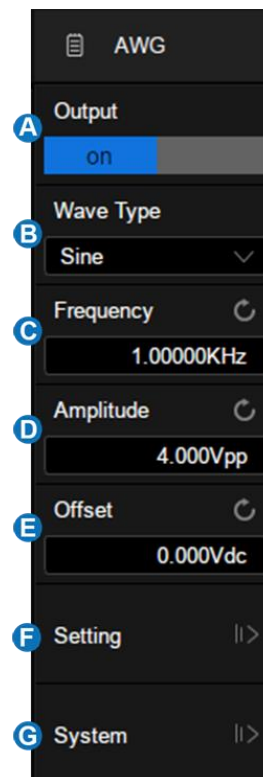 AWG
A
Output
on
B
Wave Type
Sine
C
Frequency
1.00000KHz
D
Amplitude
4.000Vpp
E
Offset
0.000Vdc
F
Setting
G
System